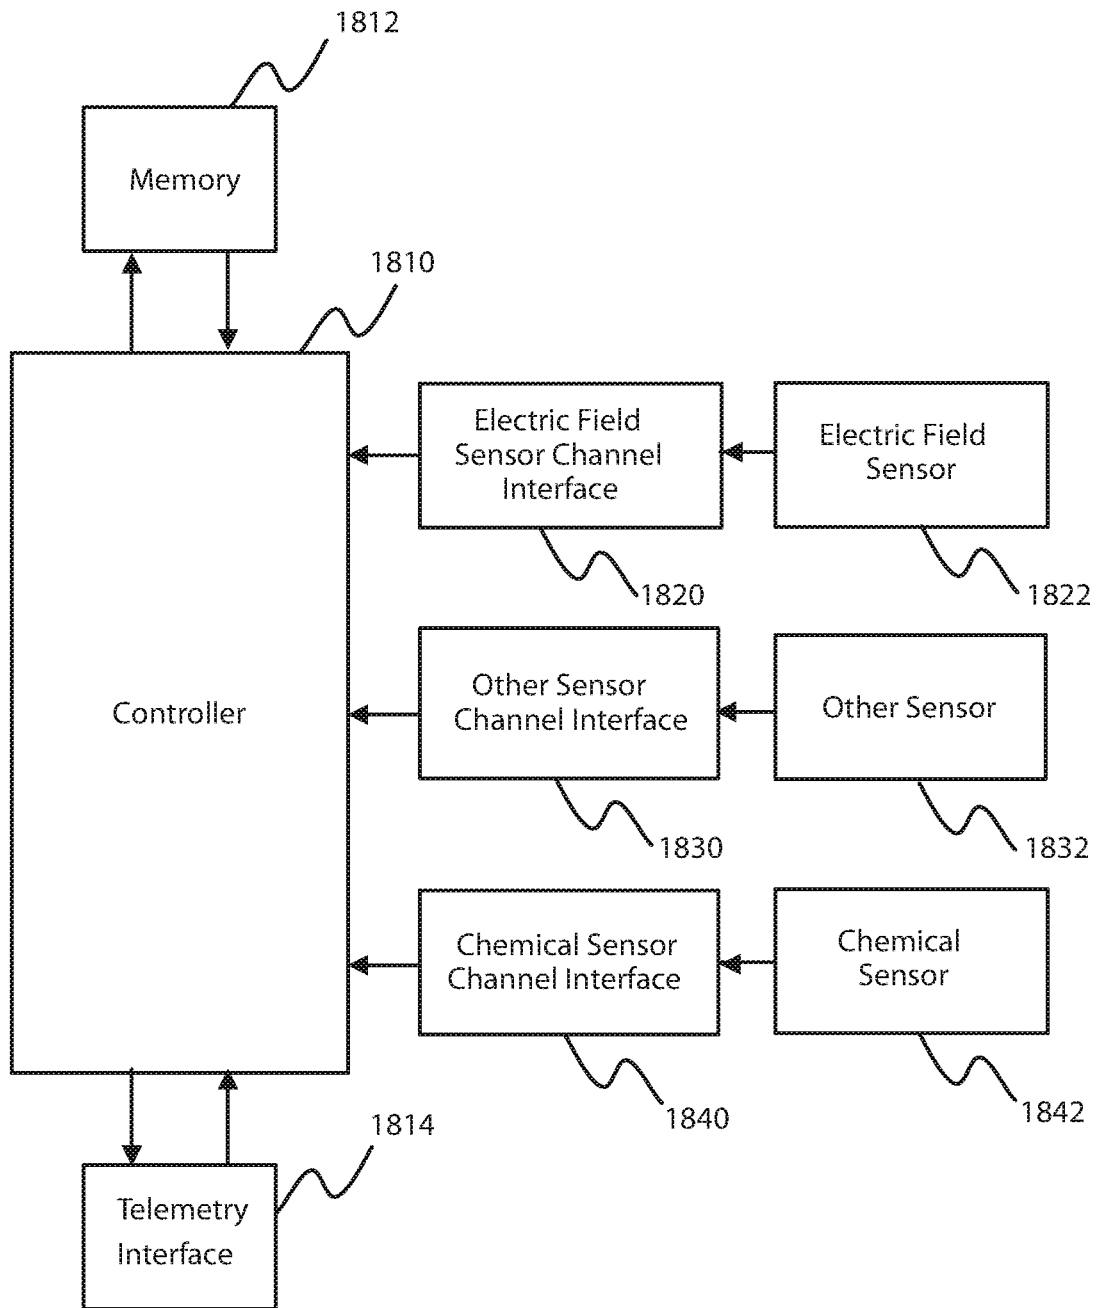 1812
Memory
1810
Electric Field
Sensor Channel
Interface
Electric Field
Sensor
1820
1822
Controller
Other Sensor
Channel Interface
Other Sensor
1830
1832
Chemical Sensor
Channel Interface
Chemical
Sensor
1840
1842
1814
Telemetry
Interface